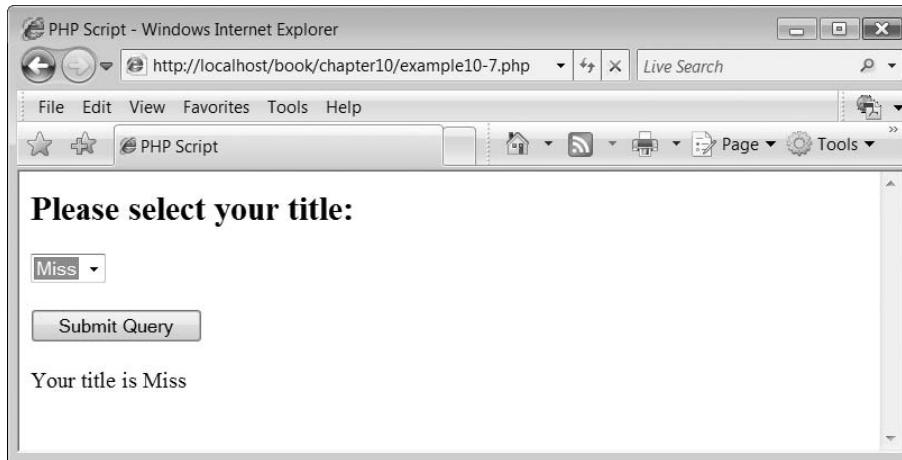 PHP Script - Windows Internet Explorer
http://localhost/book/chapter10/example10-7.php
Live Search
File Edit View Favorites Tools Help
PHP Script
Page Tools
Please select your title:
Miss
Submit Query
Your title is Miss